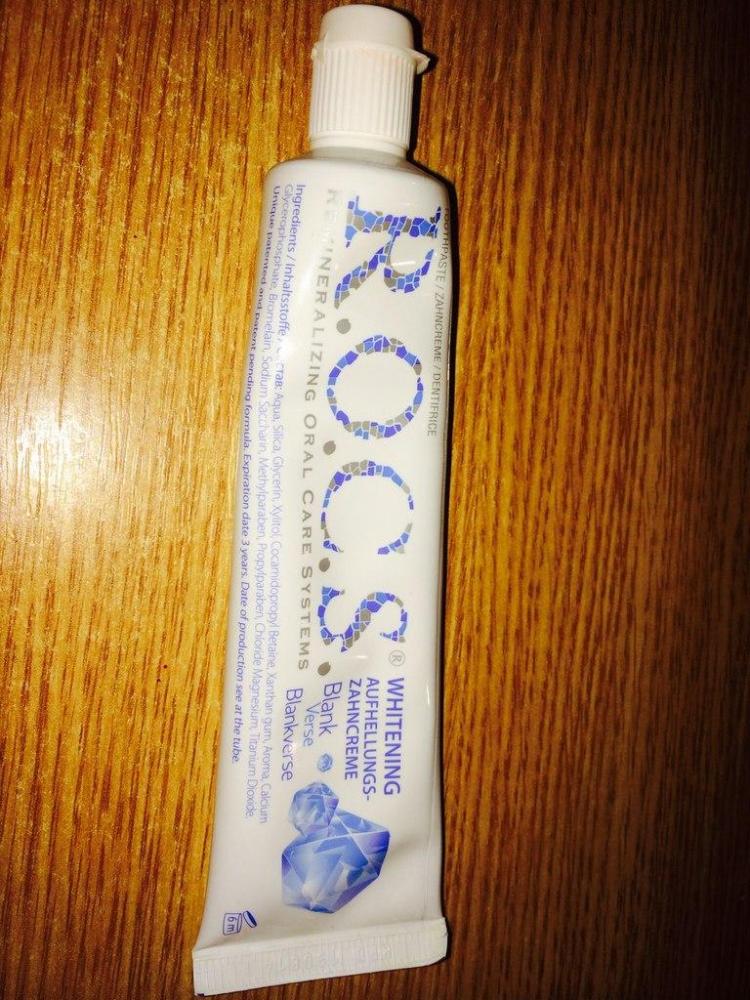 TOOTHPASTE / ZAHNCREME / DENTIFRICE
R.O.C.S.®
REMINERALIZING ORAL CARE SYSTEMS
WHITENING
AUFHELLUNGS-
ZAHNCREME
Blank
Verse
Blankverse
Ingredients / Inhaltsstoffe / Состав: Aqua, Silica, Glycerin, Xylitol, Cocamidopropyl Betaine, Xanthan gum, Aroma, Calcium
Glycerophosphate, Bromelain, Sodium Saccharin, Methylparaben, Propylparaben, Chloride Magnesium, Titanium Dioxide.
Unique patented and patent pending formula. Expiration date 3 years. Date of production see at the tube.
6 m